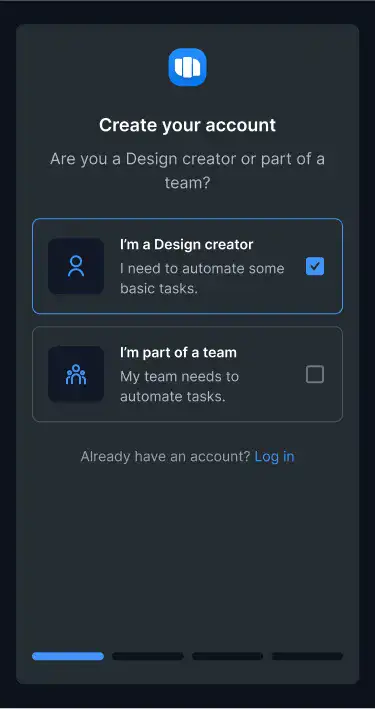 Create your account
Are you a Design creator or part of a
team?
I'm a Design creator
I need to automate some
basic tasks.
I'm part of a team
My team needs to
automate tasks.
Already have an account? Log in